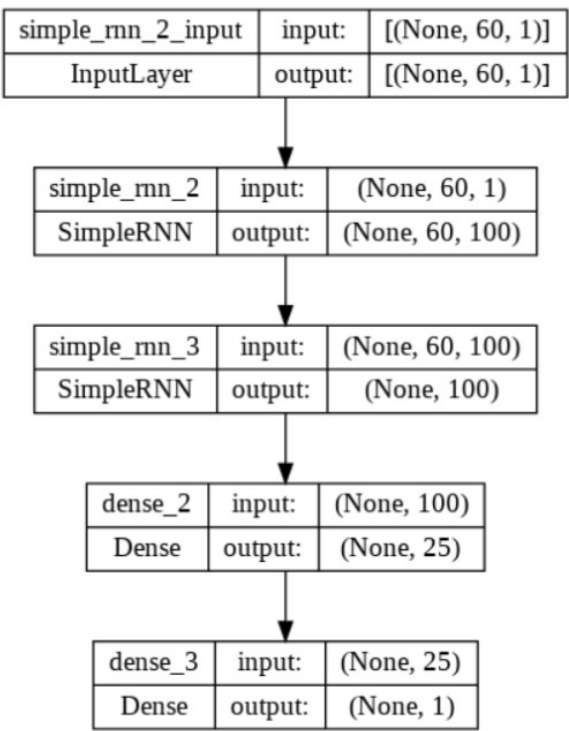 simple_rnn_2_input input: [(None, 60, 1)]
InputLayer output: [(None, 60, 1)]
simple_rnn_2 input: (None, 60, 1)
SimpleRNN output: (None, 60, 100)
simple_rnn_3 input: (None, 60, 100)
SimpleRNN output: (None, 100)
dense_2 input: (None, 100)
Dense output: (None, 25)
dense_3 input: (None, 25)
Dense output: (None, 1)